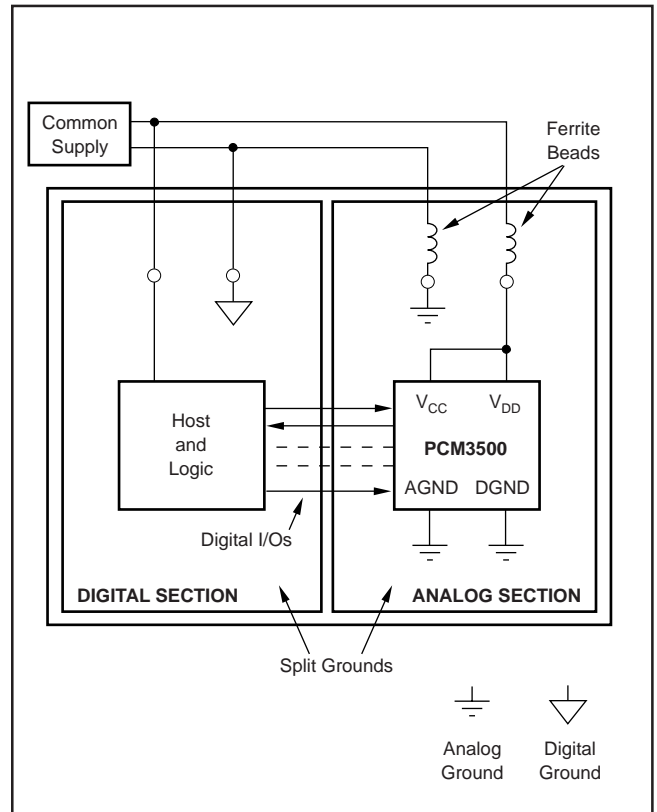 Common
Supply
Ferrite
Beads
Host
and
Logic
V_CC V_DD
PCM3500
AGND DGND
Digital I/Os
DIGITAL SECTION
ANALOG SECTION
Split Grounds
Analog
Ground
Digital
Ground